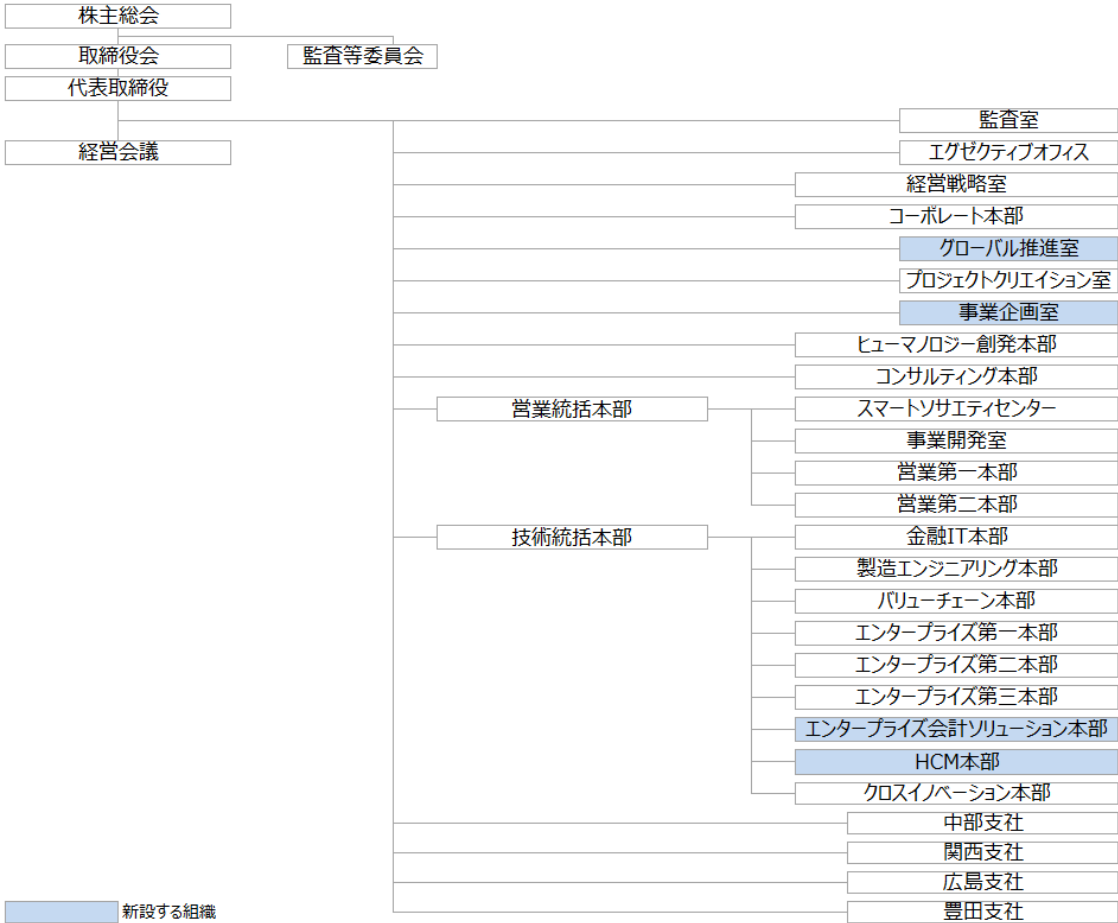 株主総会
取締役会
監査等委員会
代表取締役
経営会議
監査室
エグゼクティブオフィス
経営戦略室
コーポレート本部
グローバル推進室
プロジェクトクリエイション室
事業企画室
ヒューマノロジー創発本部
コンサルティング本部
営業統括本部
スマートソサエティセンター
事業開発室
営業第一本部
営業第二本部
技術統括本部
金融IT本部
製造エンジニアリング本部
バリューチェーン本部
エンタープライズ第一本部
エンタープライズ第二本部
エンタープライズ第三本部
エンタープライズ会計ソリューション本部
HCM本部
クロスイノベーション本部
中部支社
関西支社
広島支社
豊田支社
新設する組織